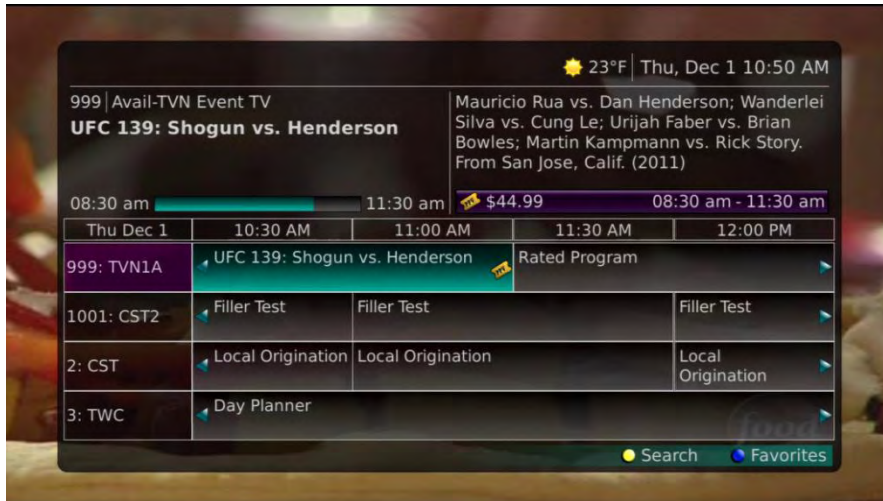 23°F Thu, Dec 1 10:50 AM
999 Avail-TVN Event TV
UFC 139: Shogun vs. Henderson
Mauricio Rua vs. Dan Henderson; Wanderlei
Silva vs. Cung Le; Urijah Faber vs. Brian
Bowles; Martin Kampmann vs. Rick Story.
From San Jose, Calif. (2011)
08:30 am 11:30 am
$44.99 08:30 am - 11:30 am
Thu Dec 1 10:30 AM 11:00 AM 11:30 AM 12:00 PM
999: TVN1A UFC 139: Shogun vs. Henderson Rated Program
1001: CST2 Filler Test Filler Test Filler Test
2: CST Local Origination Local Origination Local
Origination
3: TWC Day Planner
food
Search Favorites